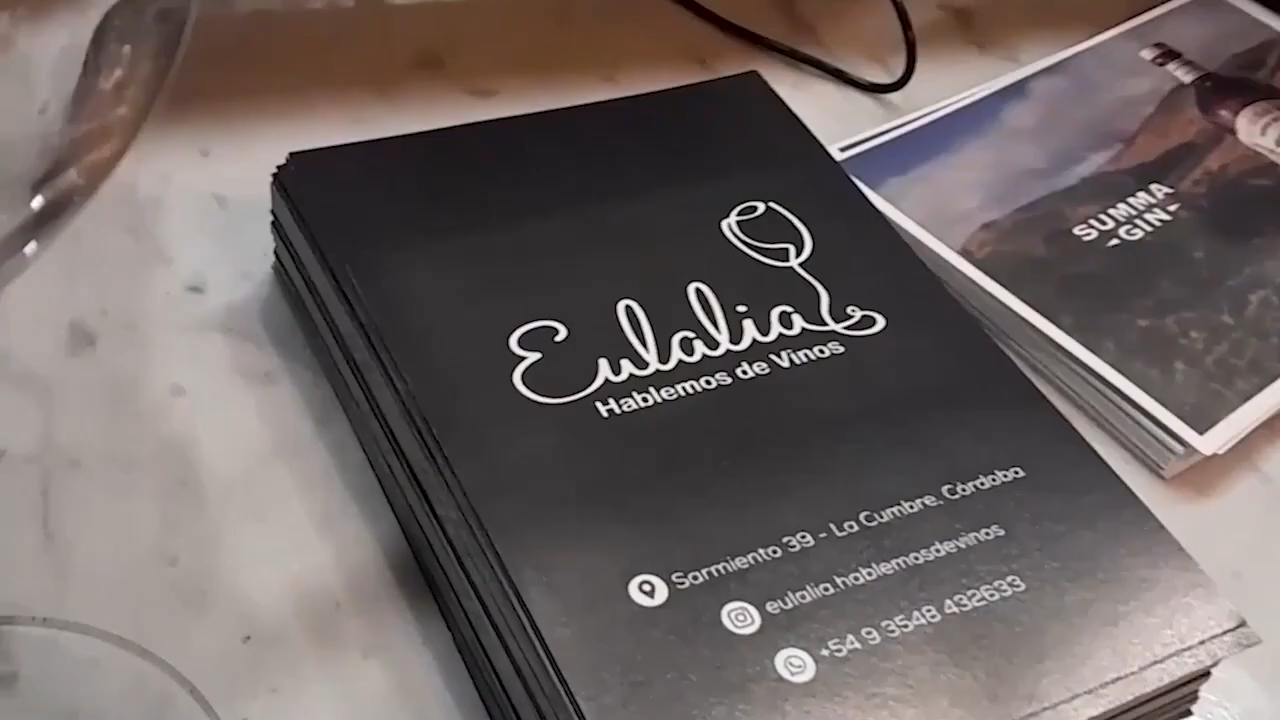 Eulalia
Hablemos de Vinos
Sarmiento 39 - La Cumbre, Córdoba
eulalia.hablemosdevinos
+54 9 3548 432633
SUMMA
-GIN-